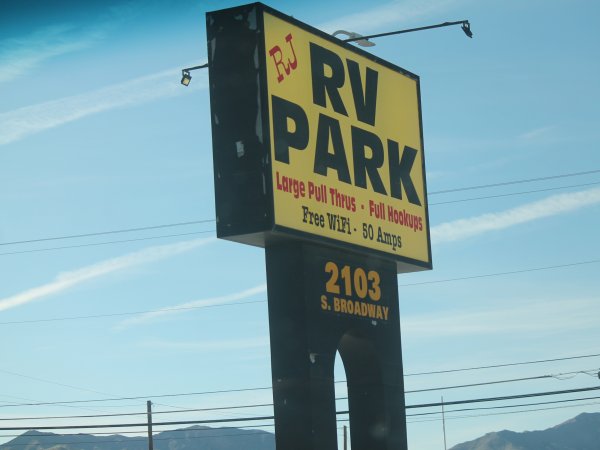 RJ
RV
PARK
Large Pull Thrus - Full Hookups
Free WiFi - 50 Amps
2103
S. BROADWAY